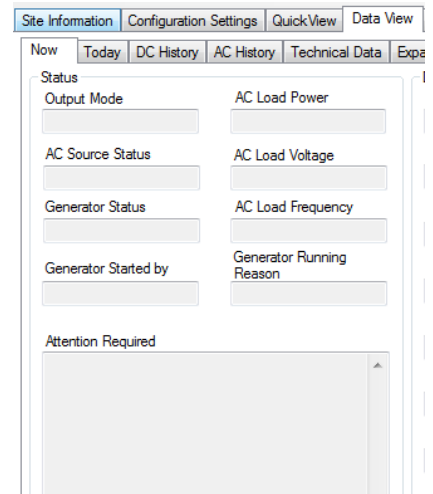 Site Information Configuration Settings QuickView Data View
Now Today DC History AC History Technical Data
Status
Output Mode AC Load Power
AC Source Status AC Load Voltage
Generator Status AC Load Frequency
Generator Started by Generator Running
Reason
Attention Required